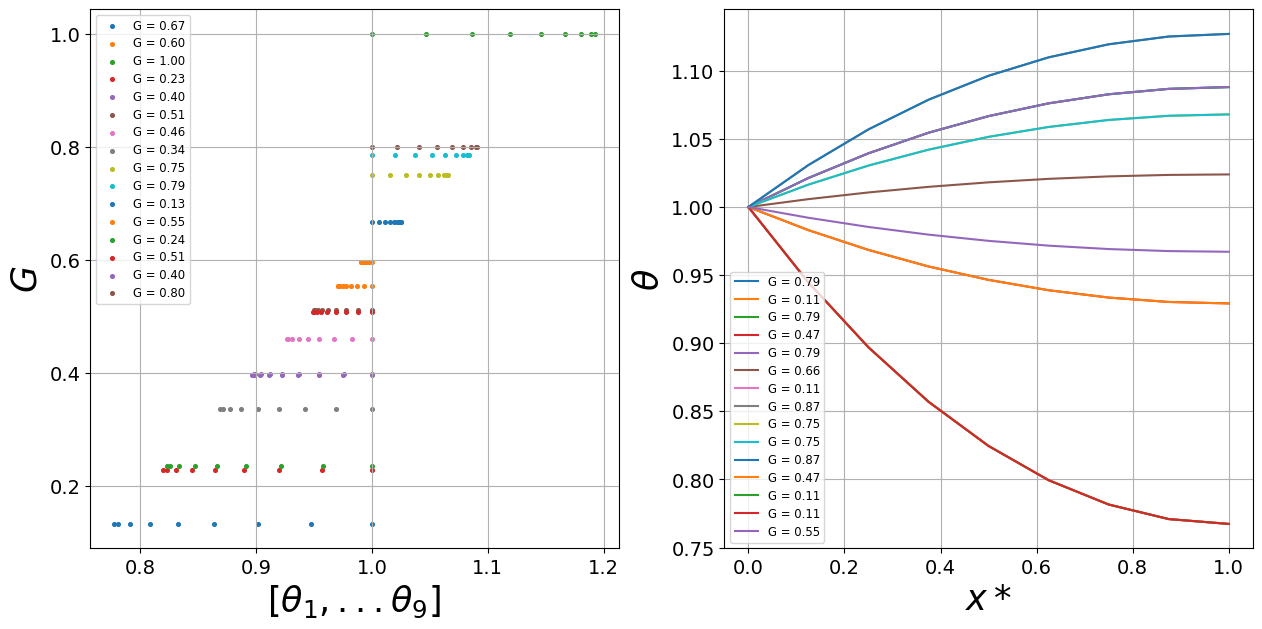 1.0
0.8
0.6
0.4
0.2
G
0.8
0.9
1.0
1.1
1.2
[θ₁, . . . θ₉]
G = 0.67
G = 0.60
G = 1.00
G = 0.23
G = 0.40
G = 0.51
G = 0.46
G = 0.34
G = 0.75
G = 0.79
G = 0.13
G = 0.55
G = 0.24
G = 0.51
G = 0.40
G = 0.80
1.10
1.05
1.00
0.95
0.90
0.85
0.80
0.75
θ
0.0
0.2
0.4
0.6
0.8
1.0
x *
G = 0.79
G = 0.11
G = 0.79
G = 0.47
G = 0.79
G = 0.66
G = 0.11
G = 0.87
G = 0.75
G = 0.75
G = 0.87
G = 0.47
G = 0.11
G = 0.11
G = 0.55